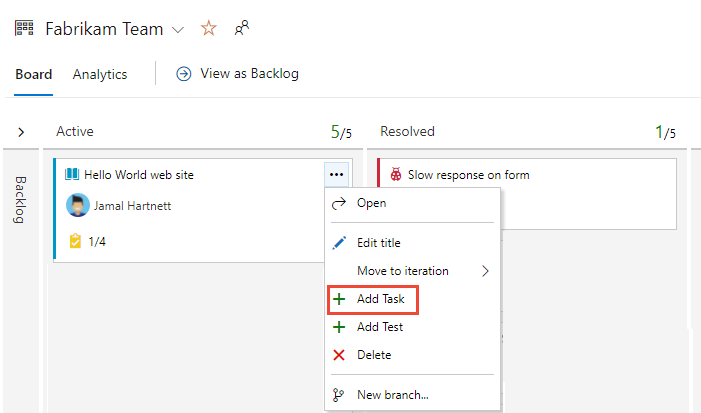 Fabrikam Team
Board Analytics View as Backlog
Active 5/5 Resolved 1/5
Backlog
Hello World web site ... Slow response on form
Jamal Hartnett
1/4
Open
Edit title
Move to iteration
Add Task
Add Test
Delete
New branch...